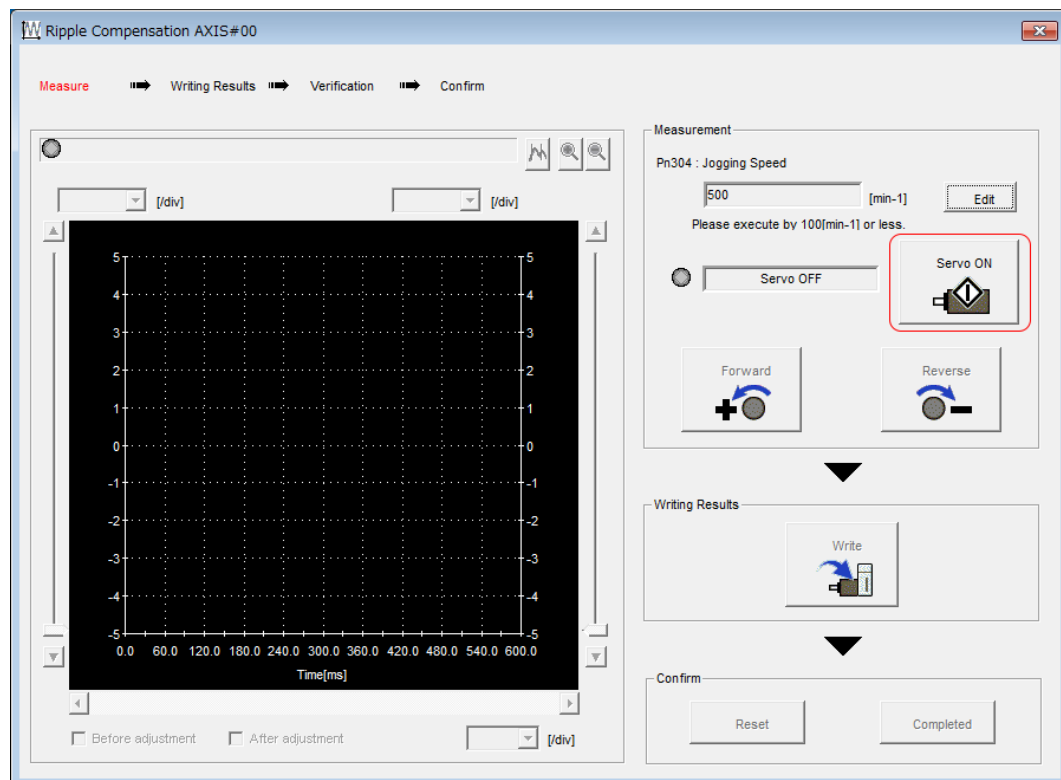 Ripple Compensation AXIS#00
Measure Writing Results Verification Confirm
[/div] [/div]
5 5
4 4
3 3
2 2
1 1
0 0
-1 -1
-2 -2
-3 -3
-4 -4
-5 -5
0.0 60.0 120.0 180.0 240.0 300.0 360.0 420.0 480.0 540.0 600.0
Time[ms]
Before adjustment After adjustment [/div]
Measurement
Pn304 : Jogging Speed
500 [min-1] Edit
Please execute by 100[min-1] or less.
Servo OFF
Servo ON
Forward Reverse
Writing Results
Write
Confirm
Reset Completed